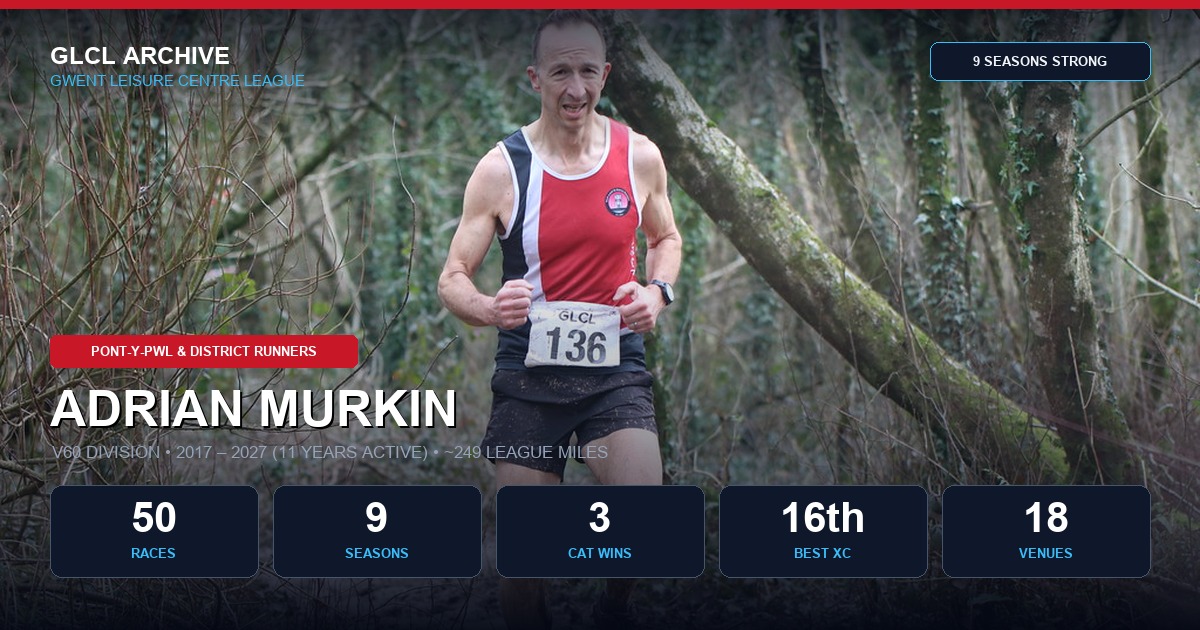 GLCL ARCHIVE
GWENT LEISURE CENTRE LEAGUE
9 SEASONS STRONG
GLCL
136
PONT-Y-PWL & DISTRICT RUNNERS
ADRIAN MURKIN
V60 DIVISION • 2017 – 2027 (11 YEARS ACTIVE) • ~249 LEAGUE MILES
50
RACES
9
SEASONS
3
CAT WINS
16th
BEST XC
18
VENUES